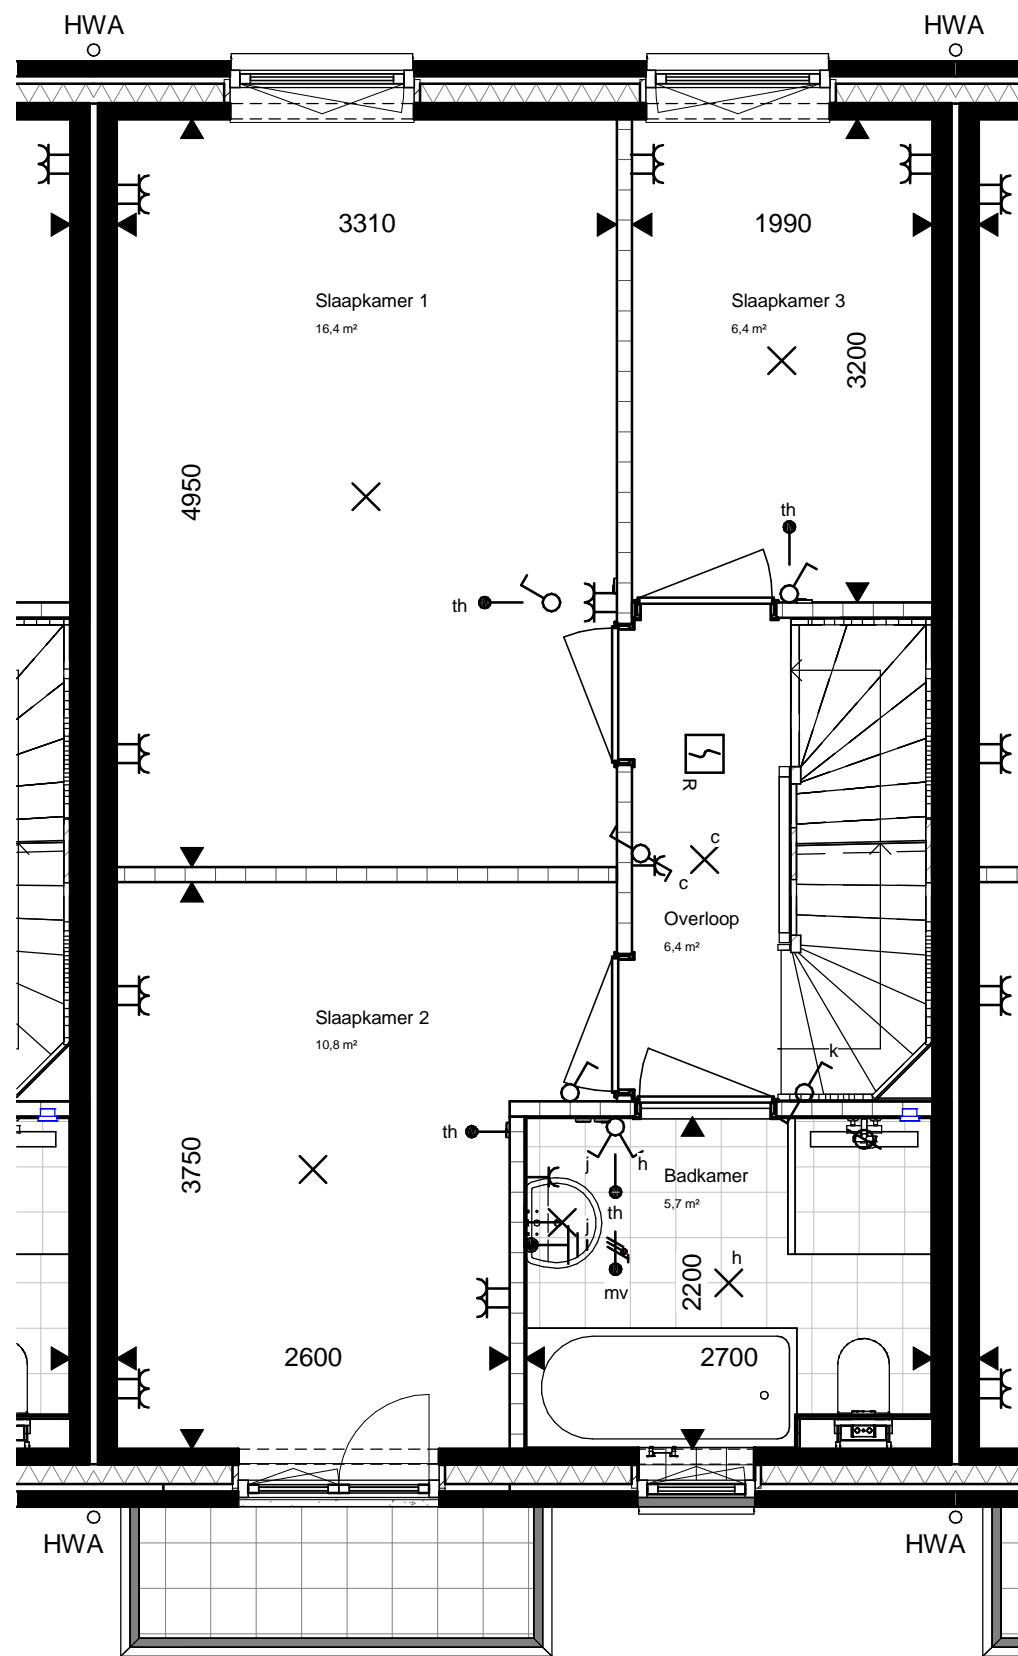 HWA
HWA
3310
1990
Slaapkamer 1
16,4 m²
Slaapkamer 3
6,4 m²
3200
4950
th
th
R
c
c
Overloop
6,4 m²
Slaapkamer 2
10,8 m²
k
th
j
h
Badkamer
5,7 m²
3750
th
j
h
2200
mv
2600
2700
HWA
HWA